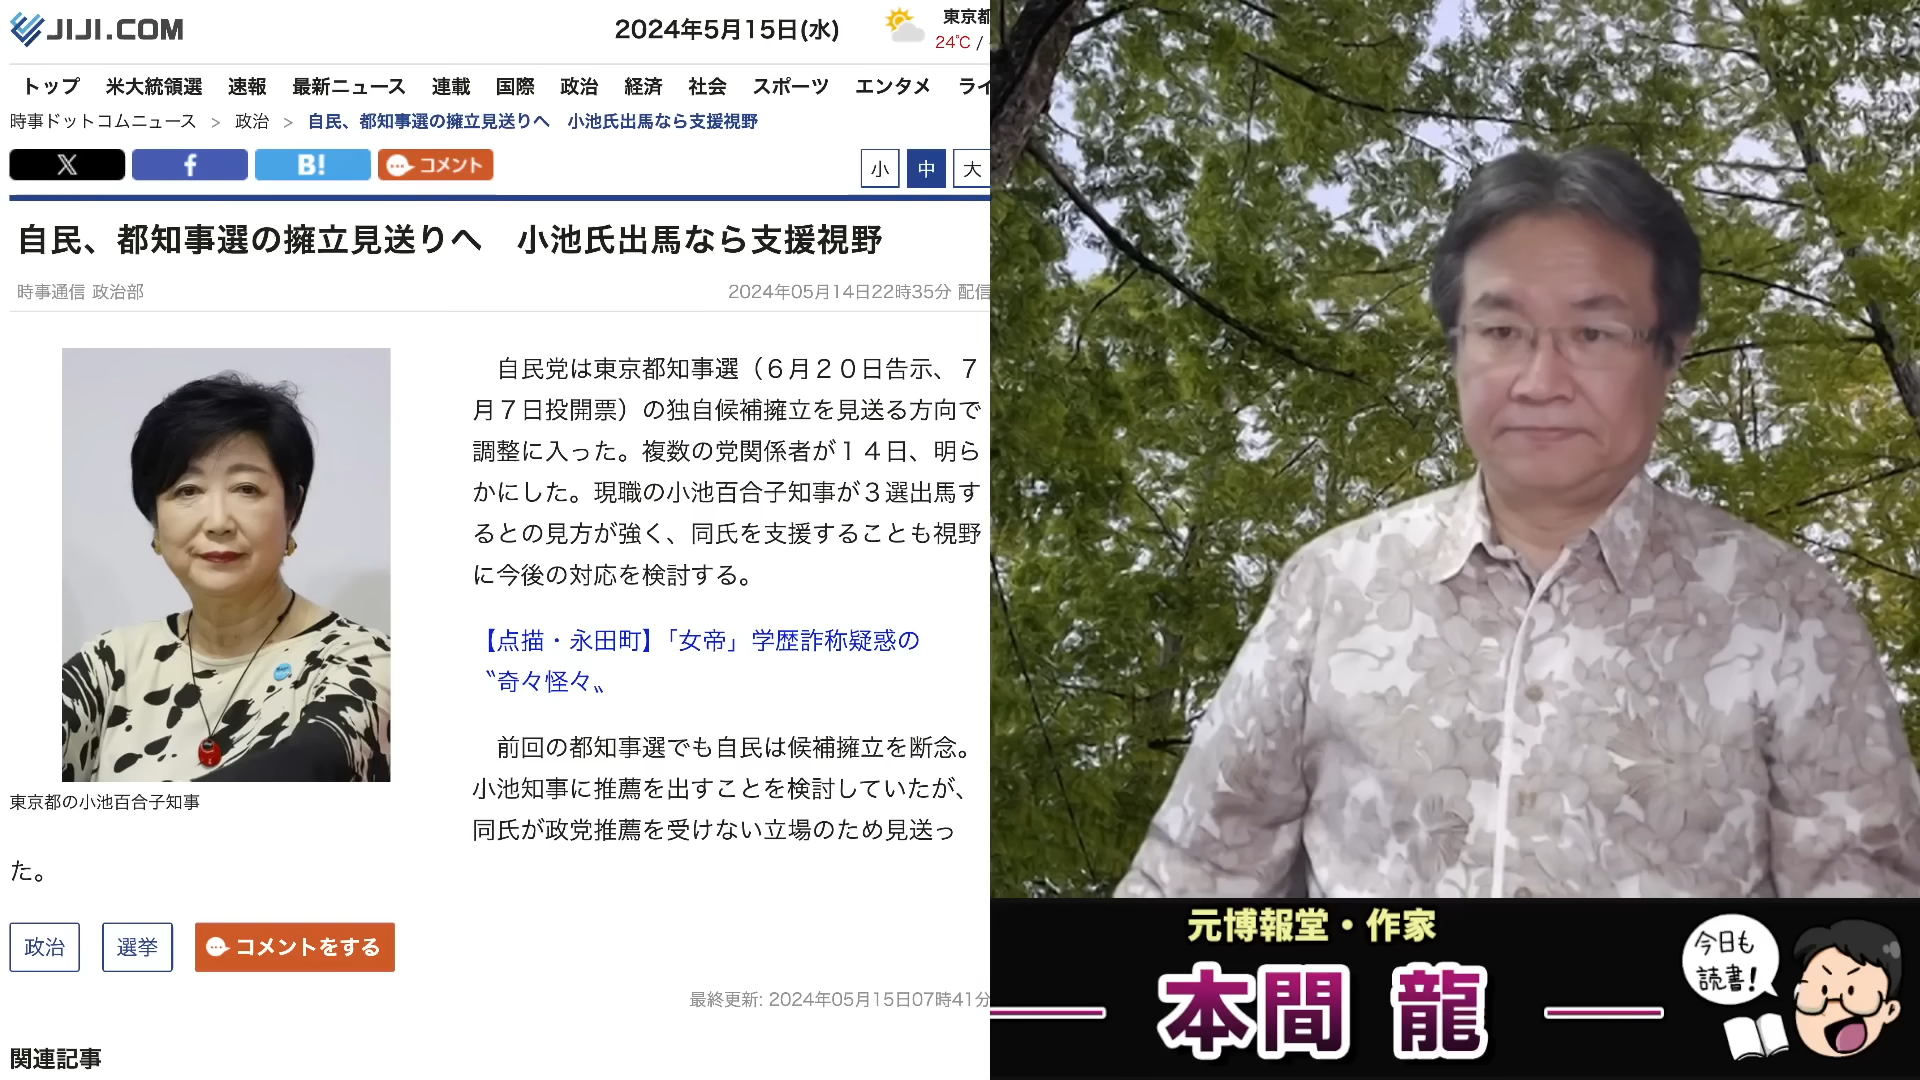 JIJI.COM
2024年5月15日(水)
東京都
24℃ /
トップ 米大統領選 速報 最新ニュース 連載 国際 政治 経済 社会 スポーツ エンタメ ライ
時事ドットコムニュース > 政治 > 自民、都知事選の擁立見送りへ　小池氏出馬なら支援視野
X f B! コメント
小 中 大
自民、都知事選の擁立見送りへ　小池氏出馬なら支援視野
時事通信 政治部
2024年05月14日22時35分 配信
自民党は東京都知事選（６月２０日告示、７
月７日投開票）の独自候補擁立を見送る方向で
調整に入った。複数の党関係者が１４日、明ら
かにした。現職の小池百合子知事が３選出馬す
るとの見方が強く、同氏を支援することも視野
に今後の対応を検討する。
【点描・永田町】「女帝」学歴詐称疑惑の
〝奇々怪々〟
前回の都知事選でも自民は候補擁立を断念。
小池知事に推薦を出すことを検討していたが、
同氏が政党推薦を受けない立場のため見送っ
た。
東京都の小池百合子知事
政治 選挙 コメントをする
最終更新: 2024年05月15日07時41分
関連記事
元博報堂・作家
本間 龍
今日も
読書!